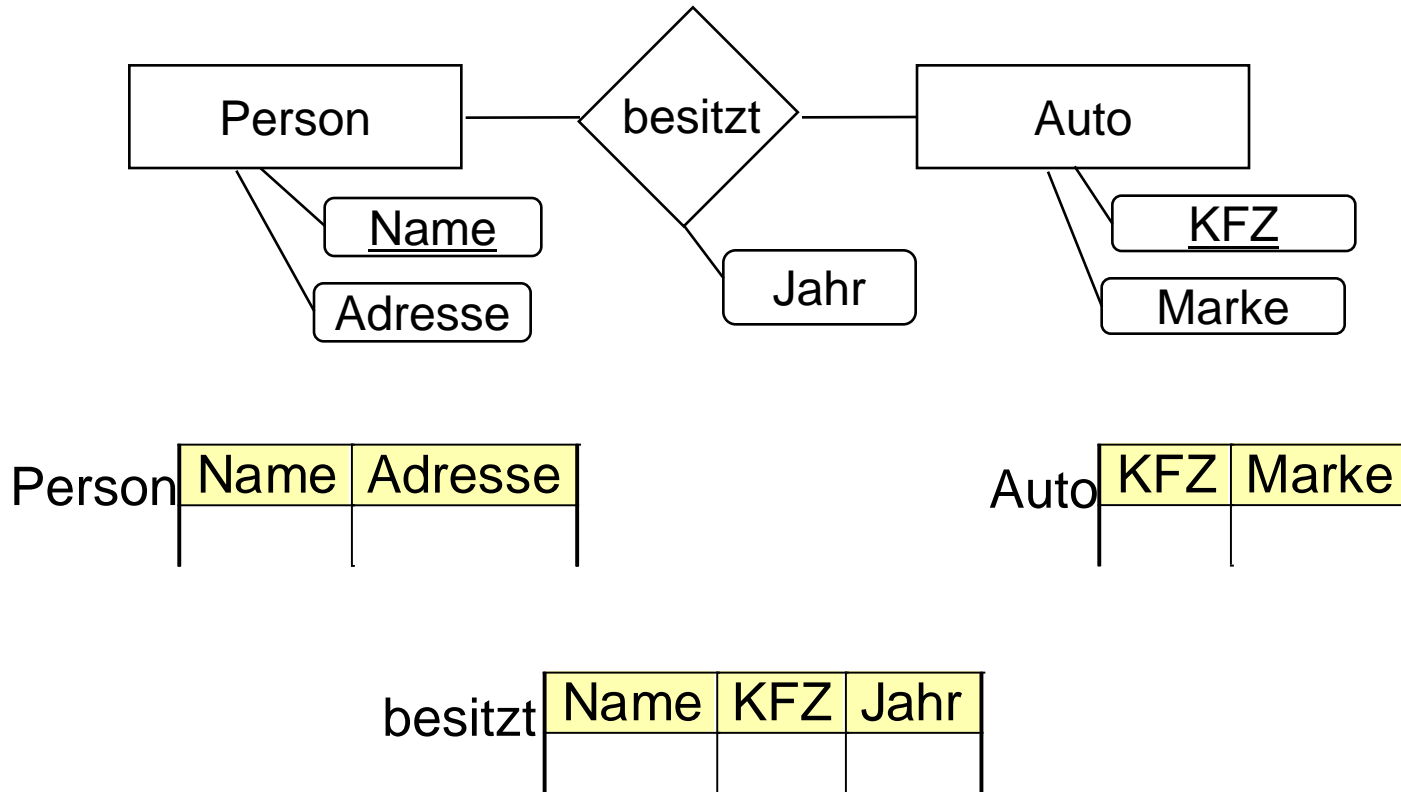 Person besitzt Auto
Name KFZ
Jahr
Adresse Marke
Person Name Adresse Auto KFZ Marke
besitzt Name KFZ Jahr